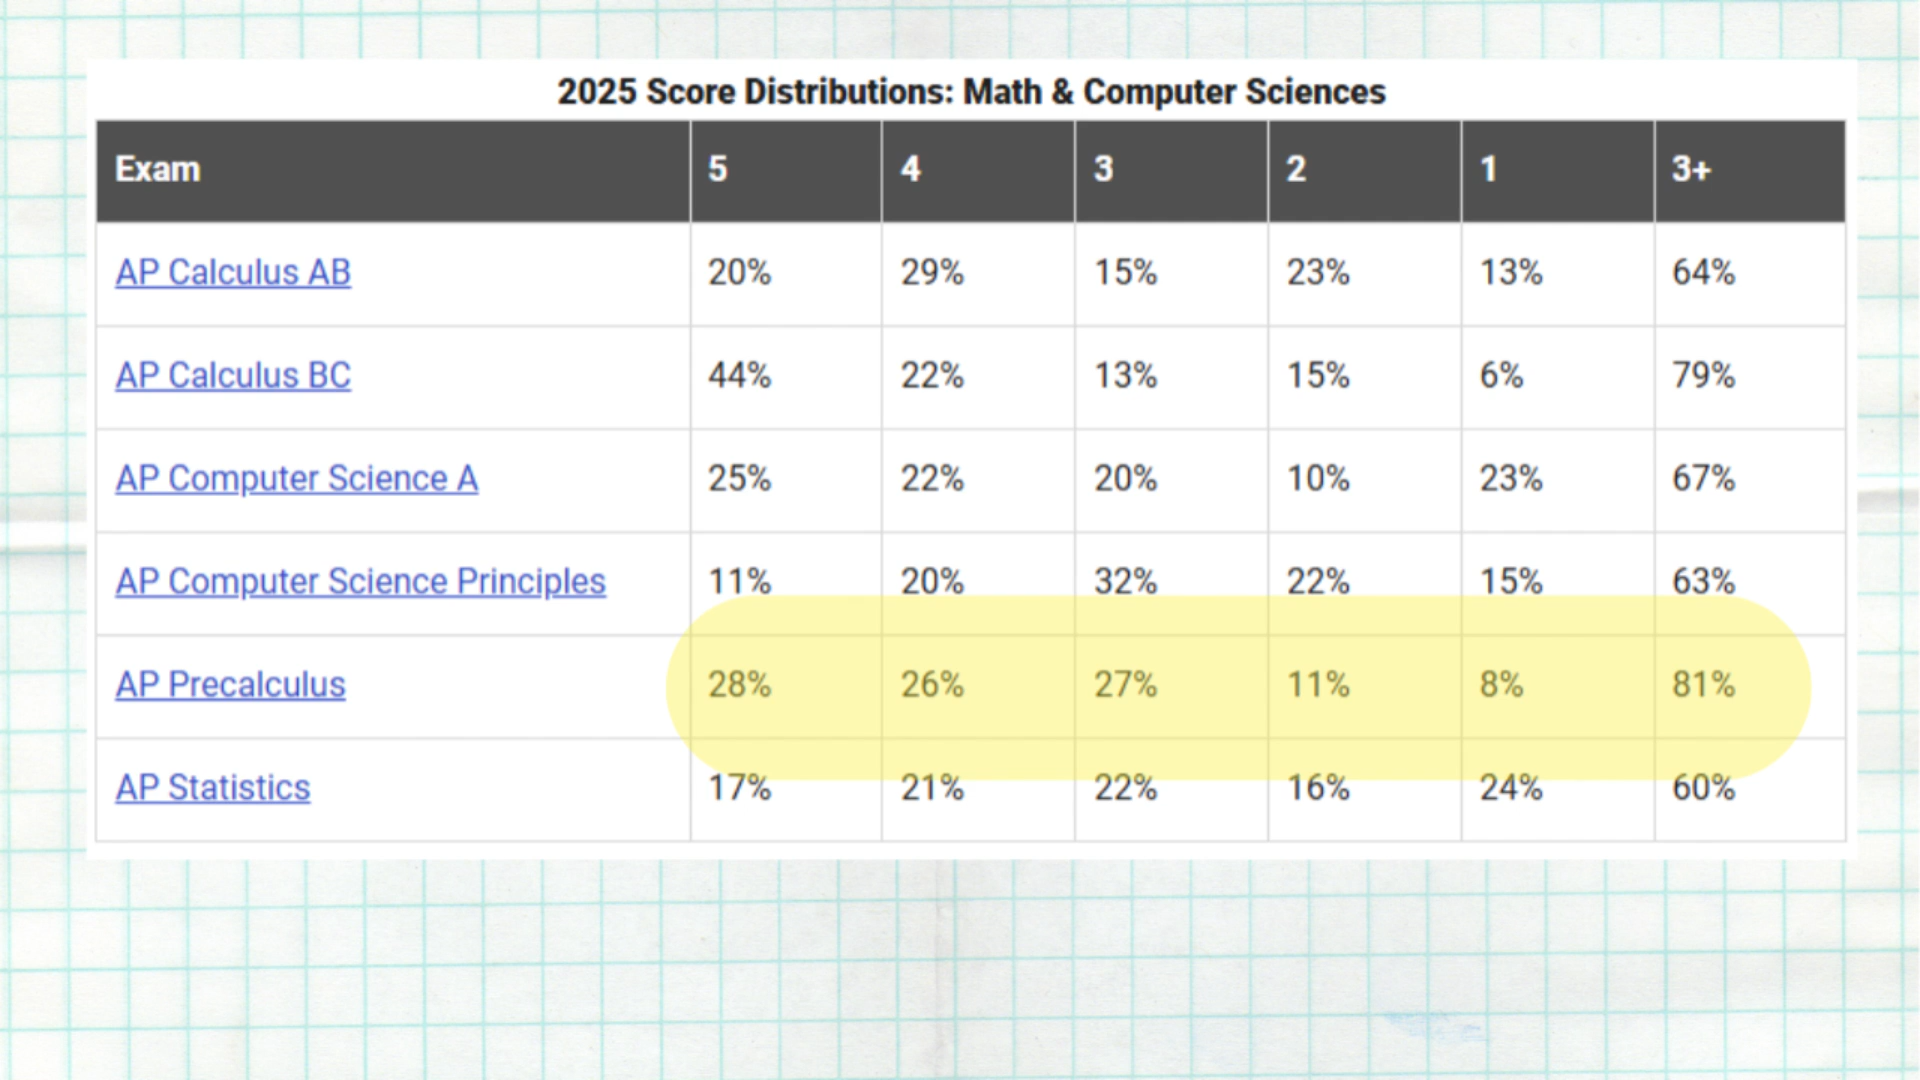 2025 Score Distributions: Math & Computer Sciences
Exam 5 4 3 2 1 3+
AP Calculus AB 20% 29% 15% 23% 13% 64%
AP Calculus BC 44% 22% 13% 15% 6% 79%
AP Computer Science A 25% 22% 20% 10% 23% 67%
AP Computer Science Principles 11% 20% 32% 22% 15% 63%
AP Precalculus 28% 26% 27% 11% 8% 81%
AP Statistics 17% 21% 22% 16% 24% 60%